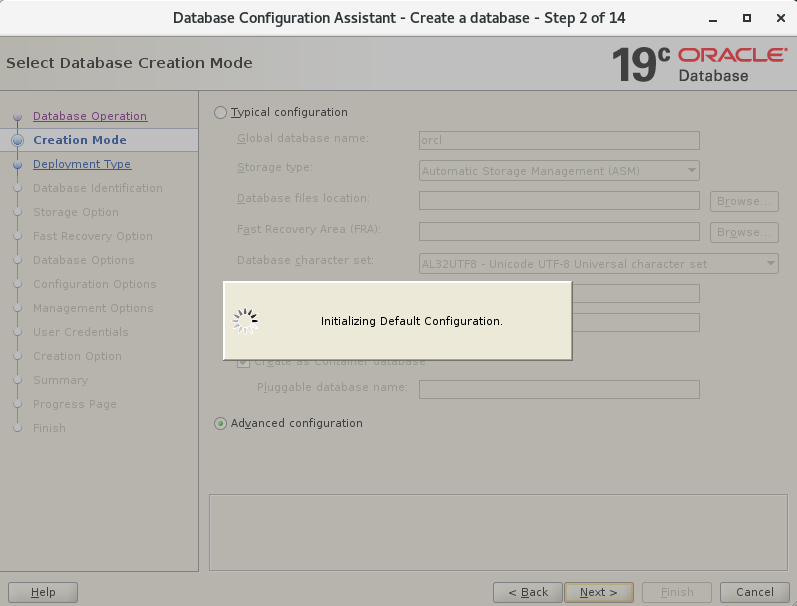 Database Configuration Assistant - Create a database - Step 2 of 14
Select Database Creation Mode
19c ORACLE
Database
Database Operation
Creation Mode
Deployment Type
Database Identification
Storage Option
Fast Recovery Option
Database Options
Configuration Options
Management Options
User Credentials
Creation Option
Summary
Progress Page
Finish
Typical configuration
Global database name: orcl
Storage type: Automatic Storage Management (ASM)
Database files location: Browse...
Fast Recovery Area (FRA): Browse...
Database character set: AL32UTF8 - Unicode UTF-8 Universal character set
Initializing Default Configuration.
Create as Container database
Pluggable database name:
Advanced configuration
Help
< Back
Next >
Finish
Cancel